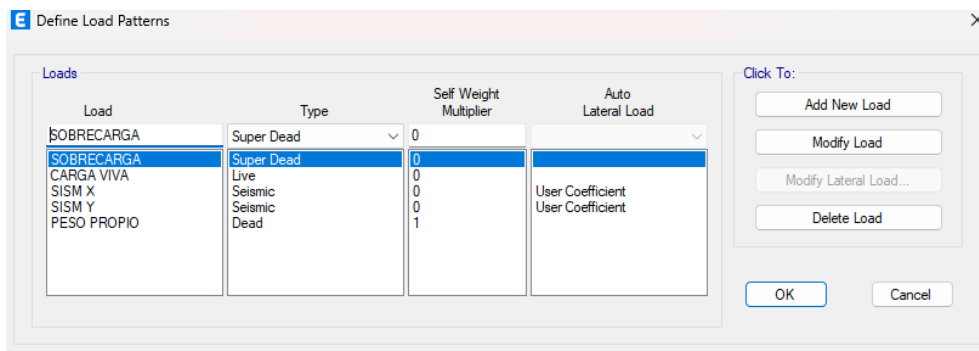 E Define Load Patterns
Loads
Click To:
Load
Type
Self Weight
Multiplier
Auto
Lateral Load
SOBRECARGA Super Dead 0
SOBRECARGA Super Dead 0
CARGA VIVA Live 0
SISM X Seismic 0 User Coefficient
SISM Y Seismic 0 User Coefficient
PESO PROPIO Dead 1
Add New Load
Modify Load
Modify Lateral Load...
Delete Load
OK
Cancel